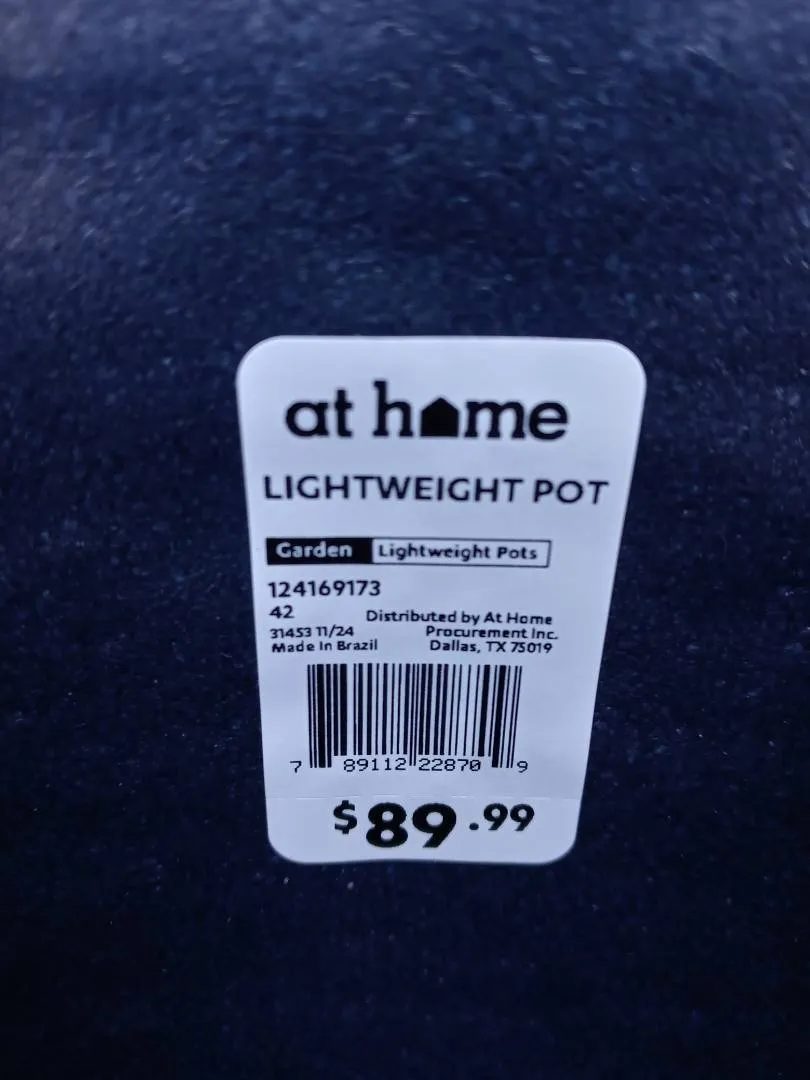 at home
LIGHTWEIGHT POT
Garden Lightweight Pots
124169173
42 Distributed by At Home
31453 11/24 Procurement Inc.
Made In Brazil Dallas, TX 75019
7 89112 22870 9
$89.99